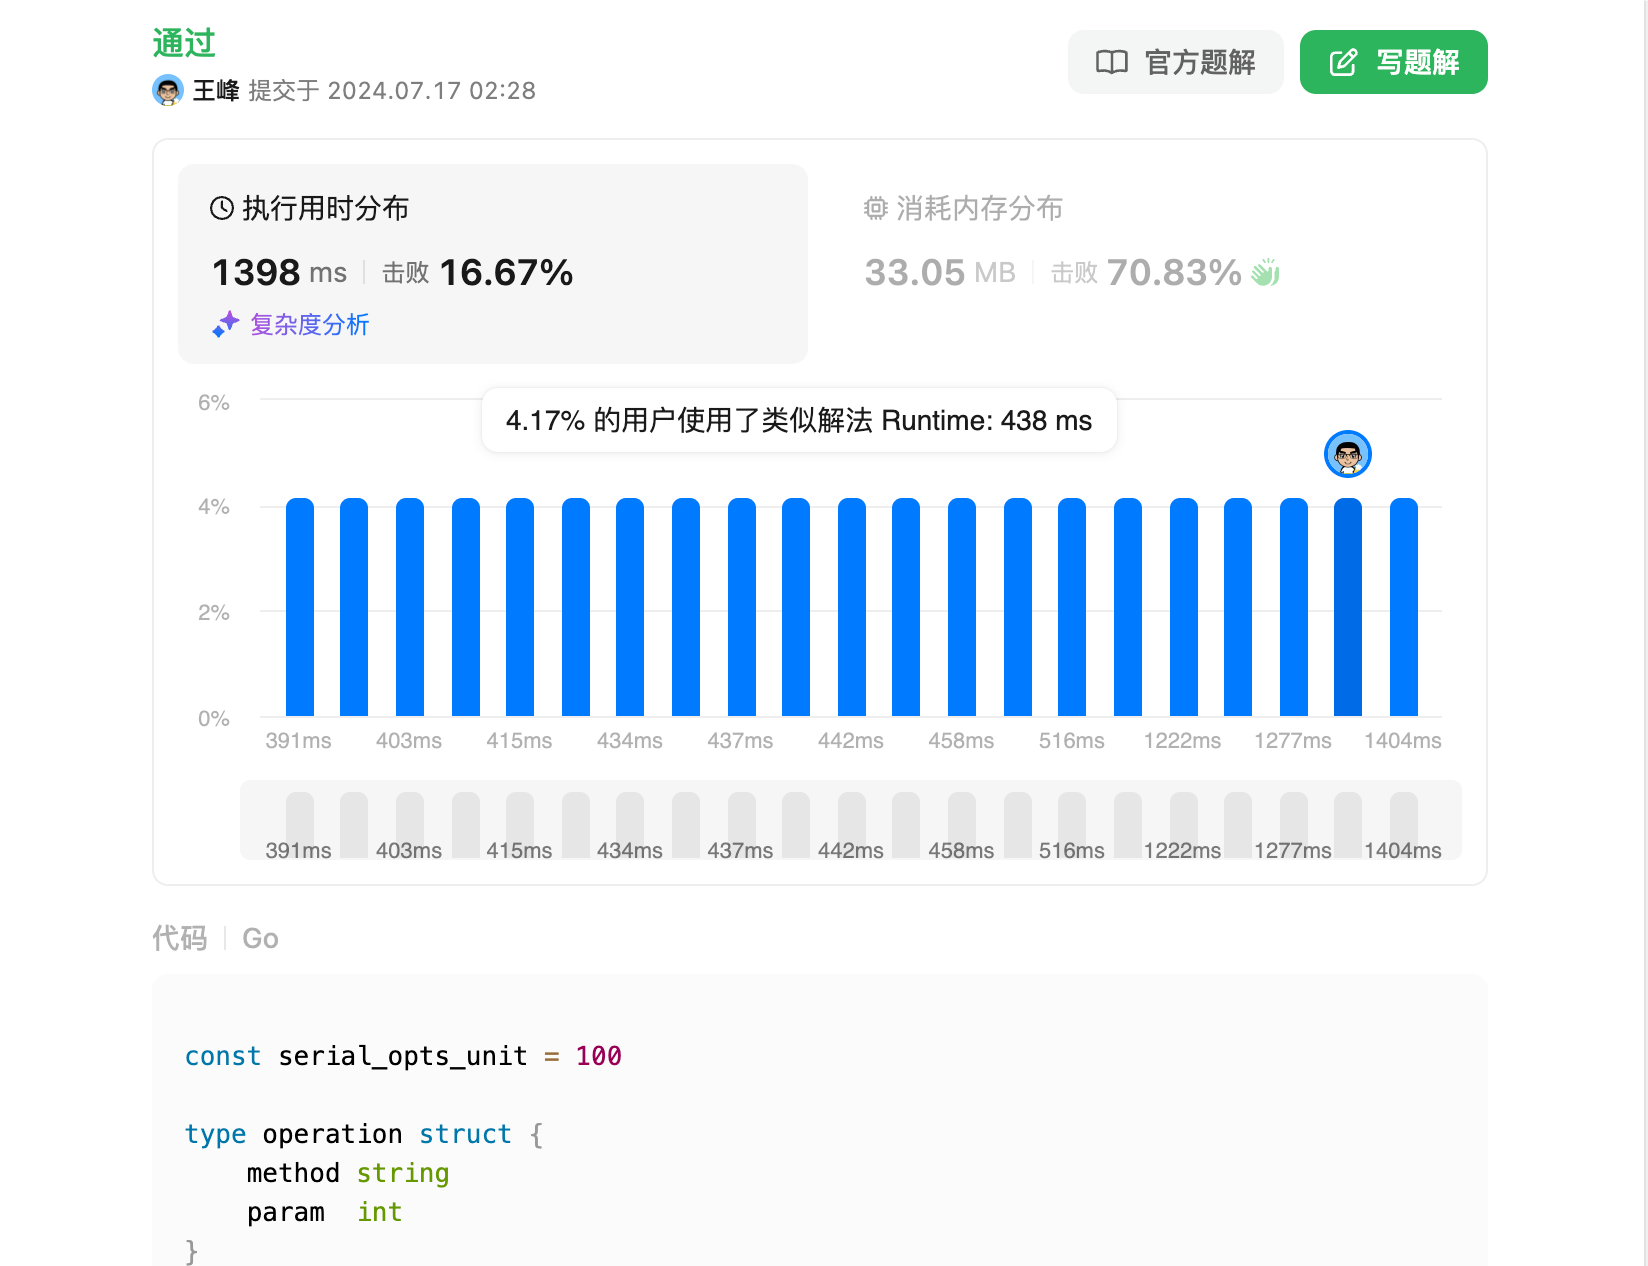 通过
王峰 提交于 2024.07.17 02:28
官方题解
写题解
执行用时分布
1398 ms 击败 16.67%
复杂度分析
消耗内存分布
33.05 MB 击败 70.83%
4.17% 的用户使用了类似解法 Runtime: 438 ms
6%
4%
2%
0%
391ms 403ms 415ms 434ms 437ms 442ms 458ms 516ms 1222ms 1277ms 1404ms
391ms 403ms 415ms 434ms 437ms 442ms 458ms 516ms 1222ms 1277ms 1404ms
代码 Go
const serial_opts_unit = 100
type operation struct {
    method string
    param  int
}